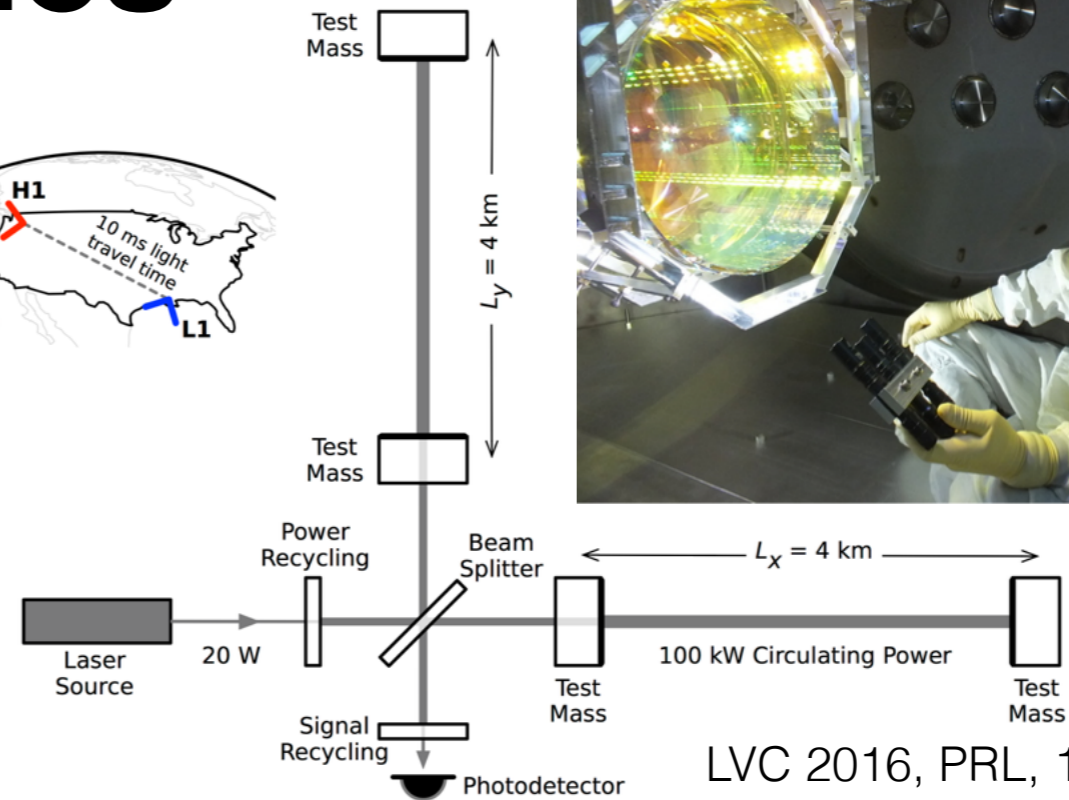 Test
Mass
H1
10 ms light
travel time
L1
Ly = 4 km
Test
Mass
Power
Recycling
Beam
Splitter
Lx = 4 km
20 W
100 kW Circulating Power
Laser
Source
Test
Mass
Test
Mass
Signal
Recycling
Photodetector
LVC 2016, PRL, 1